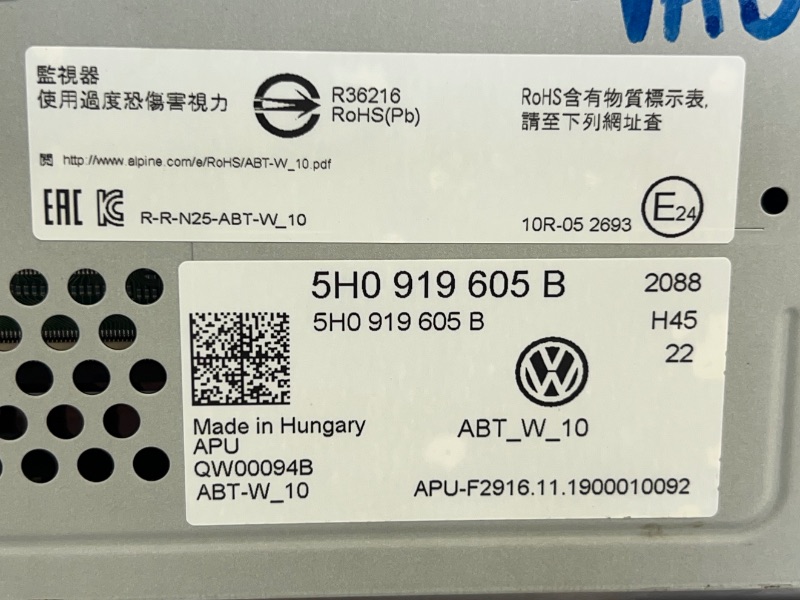 監視器
使用過度恐傷害視力
R36216
RoHS(Pb)
RoHS含有物質標示表,
請至下列網址查
閱 http://www.alpine.com/e/RoHS/ABT-W_10.pdf
EAC KC R-R-N25-ABT-W_10
10R-05 2693 E24
5H0 919 605 B 2088
5H0 919 605 B H45
22
Made in Hungary
ABT_W_10
APU
QW00094B
ABT-W_10
APU-F2916.11.1900010092